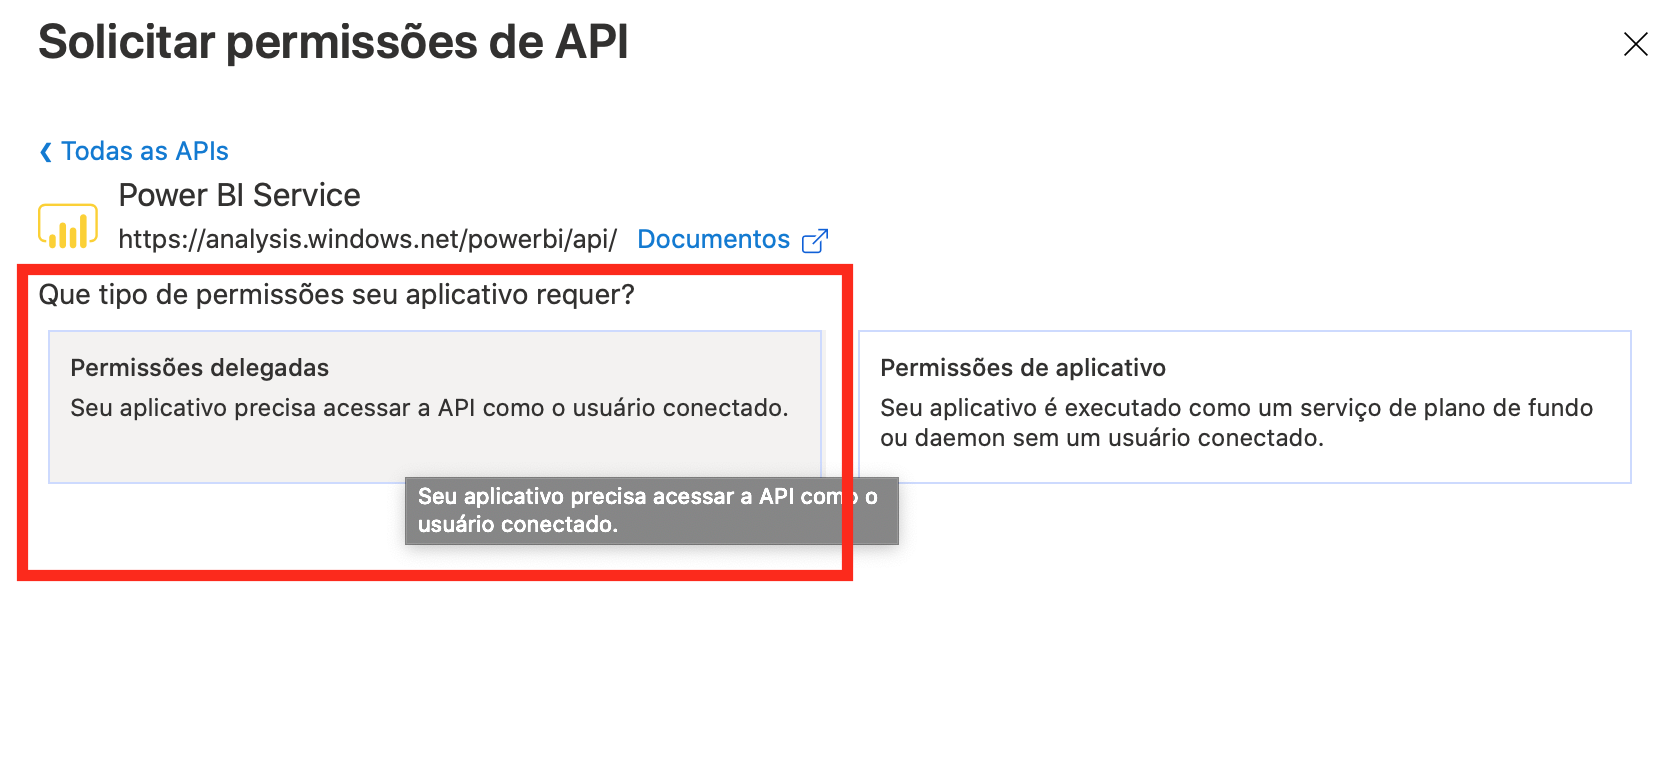 Solicitar permissões de API
Todas as APIs
Power BI Service
https://analysis.windows.net/powerbi/api/ Documentos
Que tipo de permissões seu aplicativo requer?
Permissões delegadas
Seu aplicativo precisa acessar a API como o usuário conectado.
Permissões de aplicativo
Seu aplicativo é executado como um serviço de plano de fundo
ou daemon sem um usuário conectado.
Seu aplicativo precisa acessar a API como o
usuário conectado.